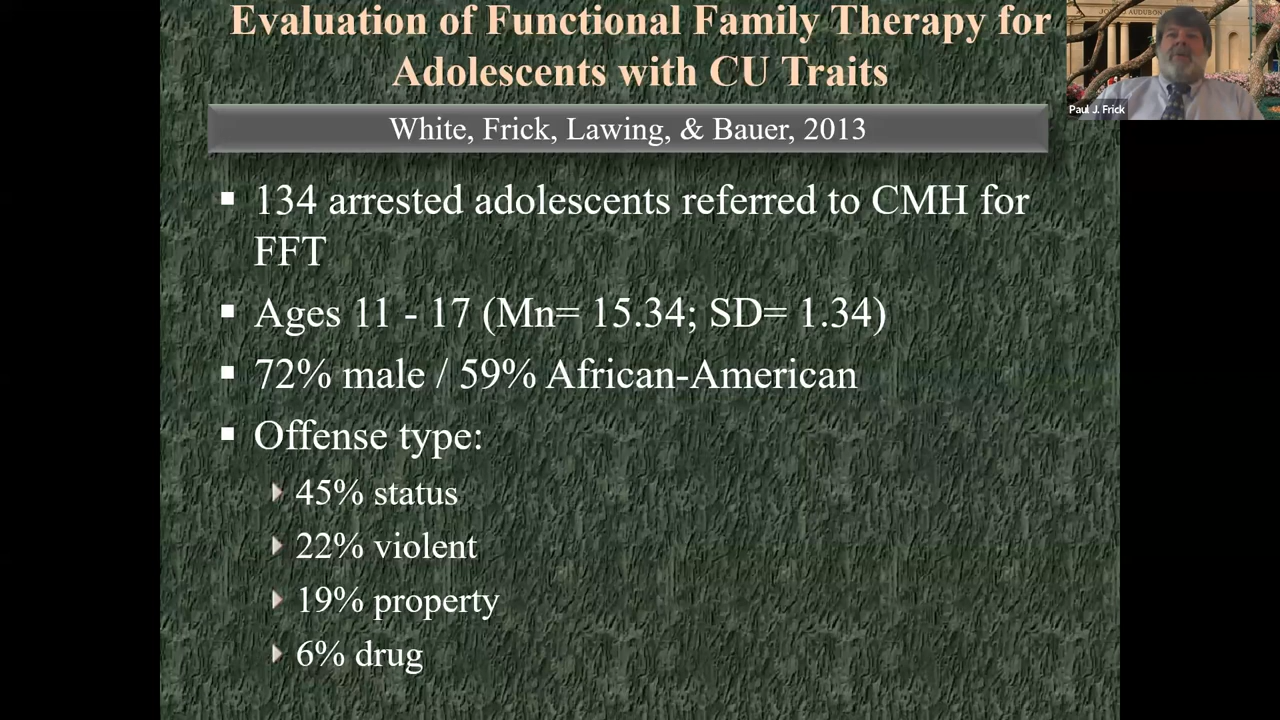 Evaluation of Functional Family Therapy for
Adolescents with CU Traits
White, Frick, Lawing, & Bauer, 2013
134 arrested adolescents referred to CMH for
FFT
Ages 11 - 17 (Mn= 15.34; SD= 1.34)
72% male / 59% African-American
Offense type:
45% status
22% violent
19% property
6% drug
Paul J. Frick